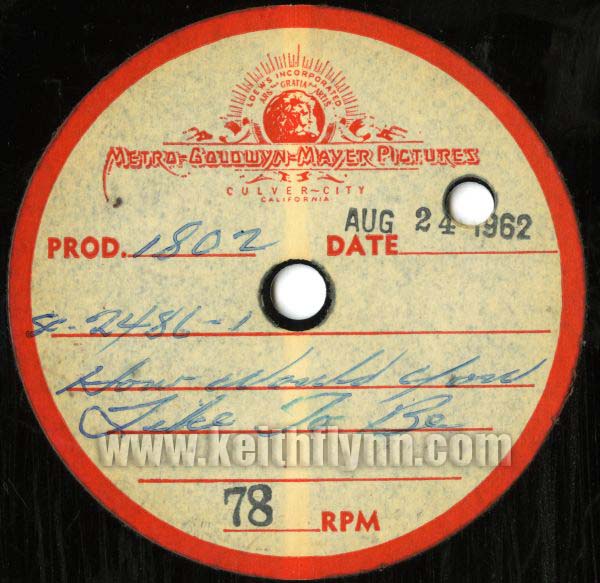 LOEWS INCORPORATED
ARS GRATIA ARTIS
METRO-GOLDWYN-MAYER PICTURES
CULVER-CITY
CALIFORNIA
PROD. 1802 DATE AUG 24 1962
2486-1
How Would You
Like To Be
www.keithflynn.com
78 RPM